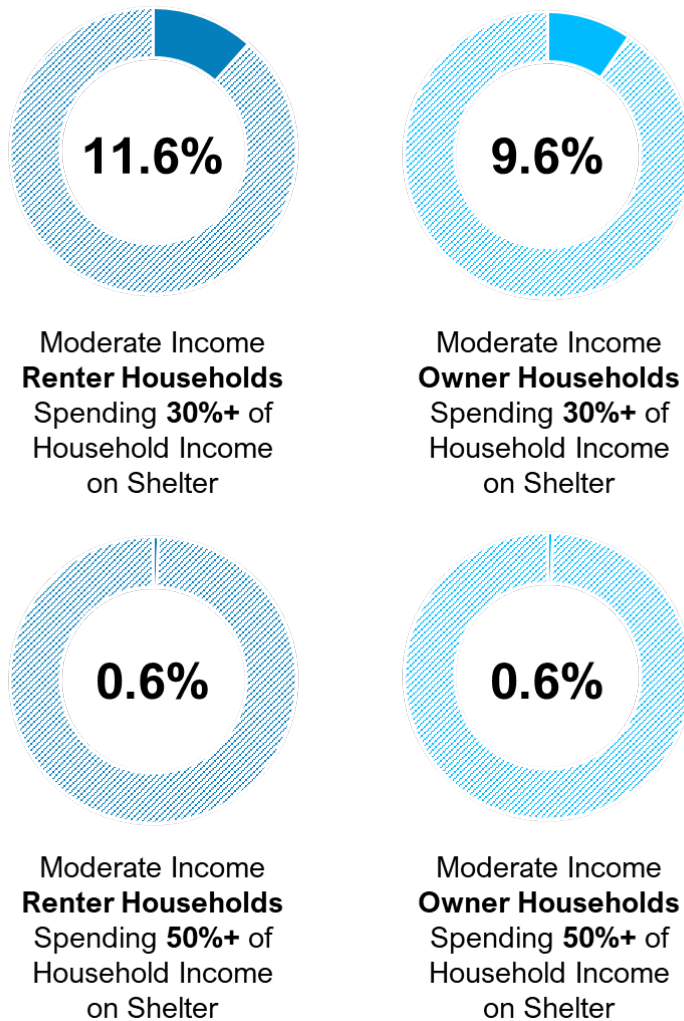 11.6%
Moderate Income
Renter Households
Spending 30%+ of
Household Income
on Shelter
9.6%
Moderate Income
Owner Households
Spending 30%+ of
Household Income
on Shelter
0.6%
Moderate Income
Renter Households
Spending 50%+ of
Household Income
on Shelter
0.6%
Moderate Income
Owner Households
Spending 50%+ of
Household Income
on Shelter